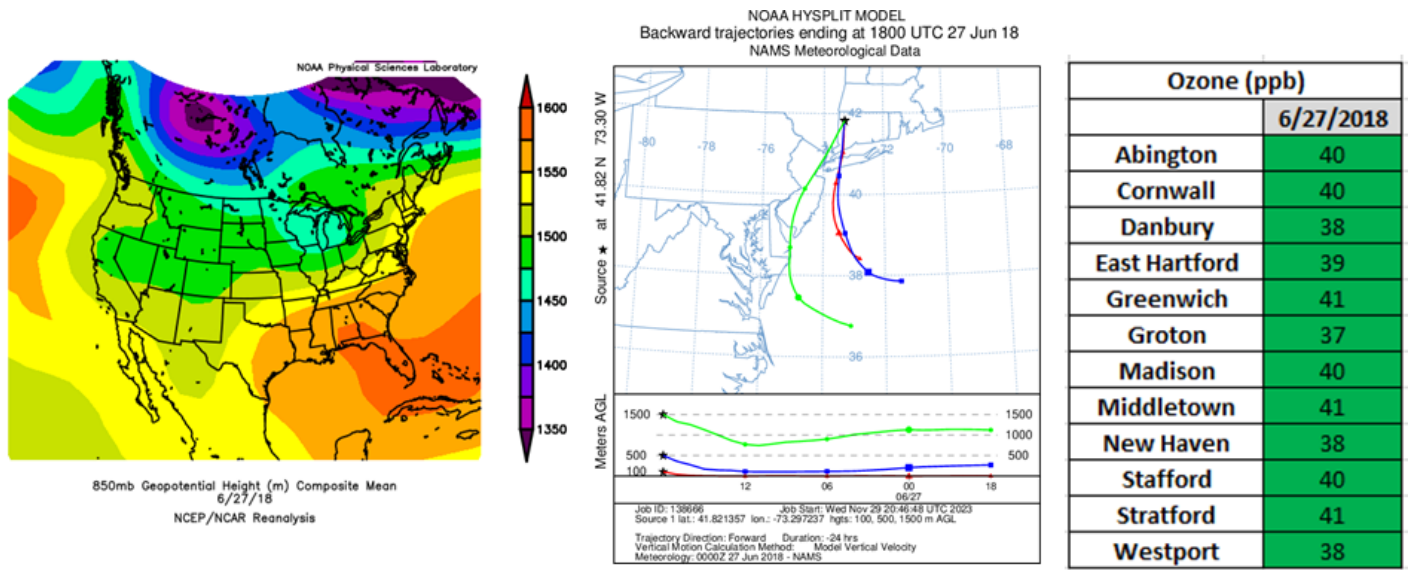 NOAA Physical Sciences Laboratory
1600
1550
1500
1450
1400
1350
850mb Geopotential Height (m) Composite Mean
6/27/18
NCEP/NCAR Reanalysis
NOAA HYSPLIT MODEL
Backward trajectories ending at 1800 UTC 27 Jun 18
NAMS Meteorological Data
Source ★ at 41.82 N 73.30 W
42
-80
-78
-76
-72
-70
-68
40
38
36
Meters AGL
1500
1500
1000
500
500
100
12
06
00
18
06/27
Job ID: 138666 Job Start: Wed Nov 29 20:46:48 UTC 2023
Source 1 lat.: 41.821357 lon.: -73.297237 hgts: 100, 500, 1500 m AGL
Trajectory Direction: Forward Duration: -24 hrs
Vertical Motion Calculation Method: Model Vertical Velocity
Meteorology: 0000Z 27 Jun 2018 - NAMS
Ozone (ppb)
6/27/2018
Abington 40
Cornwall 40
Danbury 38
East Hartford 39
Greenwich 41
Groton 37
Madison 40
Middletown 41
New Haven 38
Stafford 40
Stratford 41
Westport 38